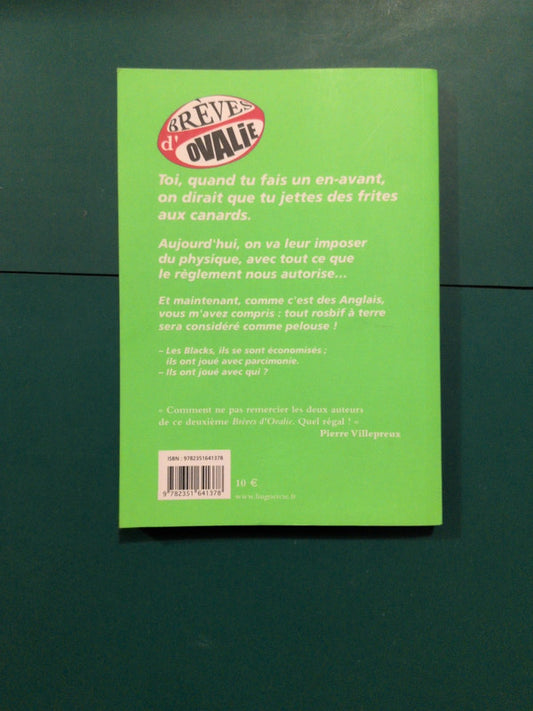 BRÈVES
d' OVALIE
Toi, quand tu fais un en-avant,
on dirait que tu jettes des frites
aux canards.
Aujourd'hui, on va leur imposer
du physique, avec tout ce que
le règlement nous autorise...
Et maintenant, comme c'est des Anglais,
vous m'avez compris : tout rosbif à terre
sera considéré comme pelouse !
– Les Blacks, ils se sont économisés ;
ils ont joué avec parcimonie.
– Ils ont joué avec qui ?
« Comment ne pas remercier les deux auteurs
de ce deuxième Brèves d'Ovalie. Quel régal ! »
Pierre Villepreux
ISBN : 9782351641378
9 782351 641378
10 €